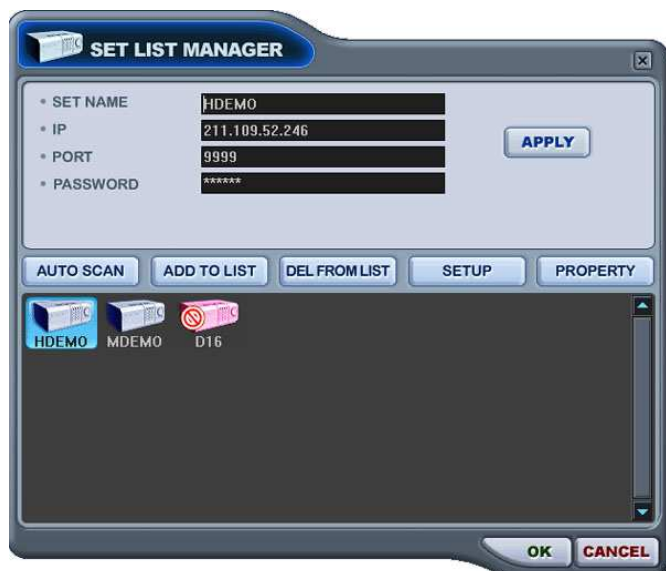 SET LIST MANAGER
SET NAME
HDEMO
IP
211.109.52.246
PORT
9999
PASSWORD
******
APPLY
AUTO SCAN
ADD TO LIST
DEL FROM LIST
SETUP
PROPERTY
HDEMO
MDEMO
D16
OK
CANCEL